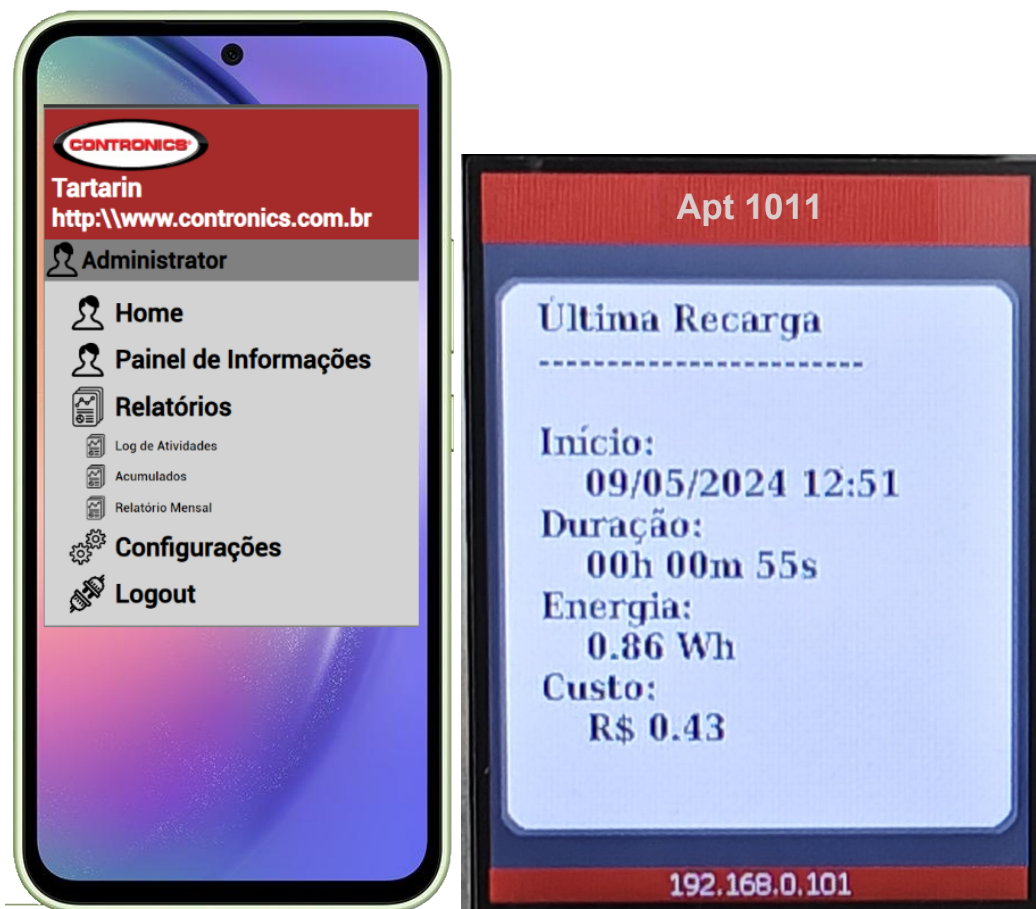 CONTRONICS®
Tartarin
http:\\www.contronics.com.br
Administrator
Home
Painel de Informações
Relatórios
Log de Atividades
Acumulados
Relatório Mensal
Configurações
Logout
Apt 1011
Última Recarga
-----------------------
Início:
09/05/2024 12:51
Duração:
00h 00m 55s
Energia:
0.86 Wh
Custo:
R$ 0.43
192.168.0.101